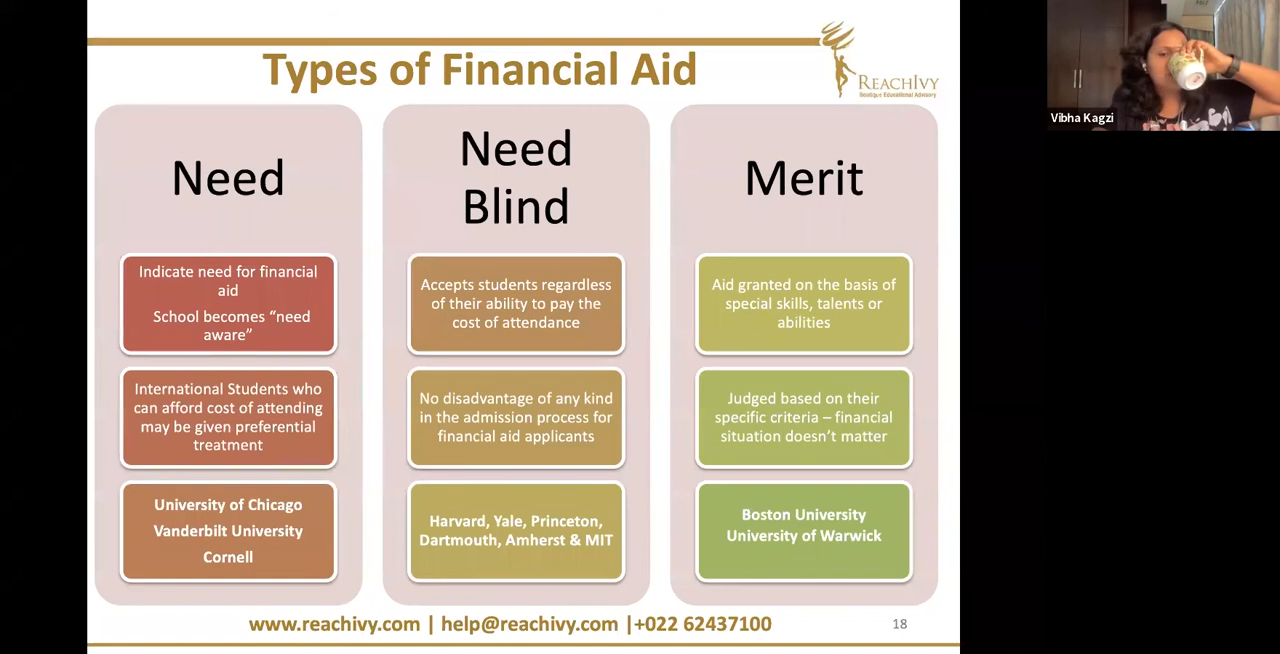 Types of Financial Aid
REACHIVY
Boutique Educational Advisory
Vibha Kagzi
Need
Indicate need for financial
aid
School becomes “need
aware”
International Students who
can afford cost of attending
may be given preferential
treatment
University of Chicago
Vanderbilt University
Cornell
Need
Blind
Accepts students regardless
of their ability to pay the
cost of attendance
No disadvantage of any kind
in the admission process for
financial aid applicants
Harvard, Yale, Princeton,
Dartmouth, Amherst & MIT
Merit
Aid granted on the basis of
special skills, talents or
abilities
Judged based on their
specific criteria – financial
situation doesn’t matter
Boston University
University of Warwick
www.reachivy.com | help@reachivy.com |+022 62437100
18